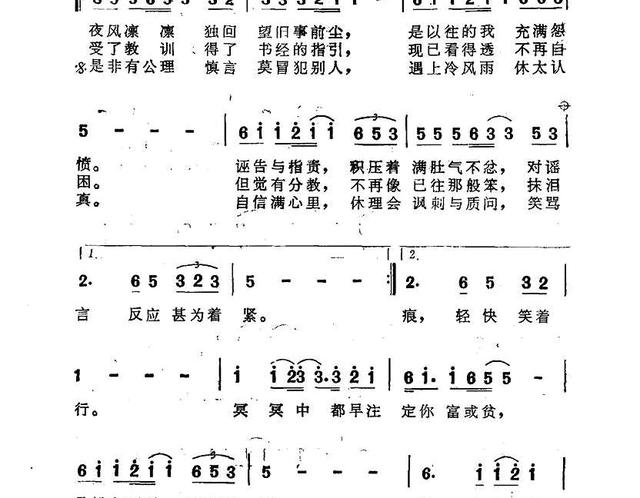 夜风凛 凛 独回 望旧事前尘， 是以往的我 充满怨
受了教 训 得了 书经的指引， 现已看得透 不再自
是非有公理 慎言 莫冒犯别人， 遇上冷风雨 休太认
5 - - - 6 i i 2 i i 6 5 3 5 5 5 6 3 3 5 3
愤。 诬告与指责，积压着 满肚气不忿，对谣
困。 但觉有分教，不再像 已往那般笨，抹泪
真。 自信满心里，休理会 讽刺与质问，笑骂
1. 2.
2. 6 5 3 2 3 5 - - - 2. 6 5 3 2
言 反应 甚为着 紧。 痕，轻快 笑着
1 - - - i i 2 3 3. 3 2 i 6 i. i 6 5 5 -
行。 冥 冥 中 都早注 定你 富或贫，
6 i i 2 i i 6 5 5 3 5 - - - 6. i 2 i